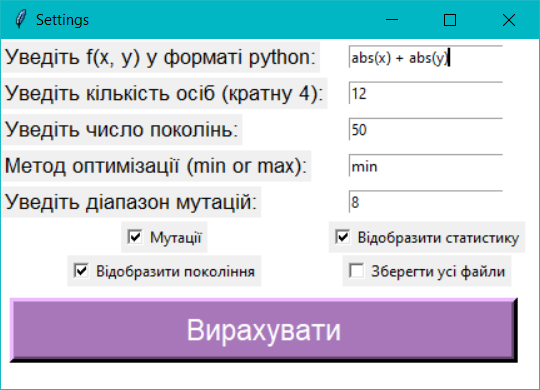 Settings
Уведіть f(x, y) у форматі python: abs(x) + abs(y)
Уведіть кількість осіб (кратну 4): 12
Уведіть число поколінь: 50
Метод оптимізації (min or max): min
Уведіть діапазон мутацій: 8
Мутації Відобразити статистику
Відобразити покоління Зберегти усі файли
Вирахувати